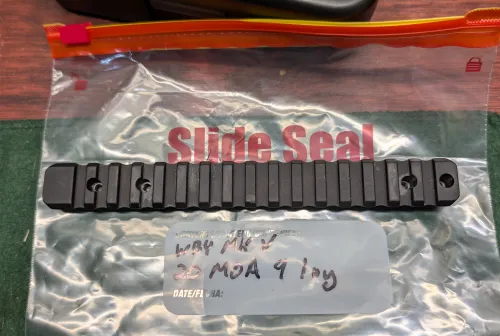 Slide Seal
WBY MK V
20 MOA 9 lug
DATE/FECHA: